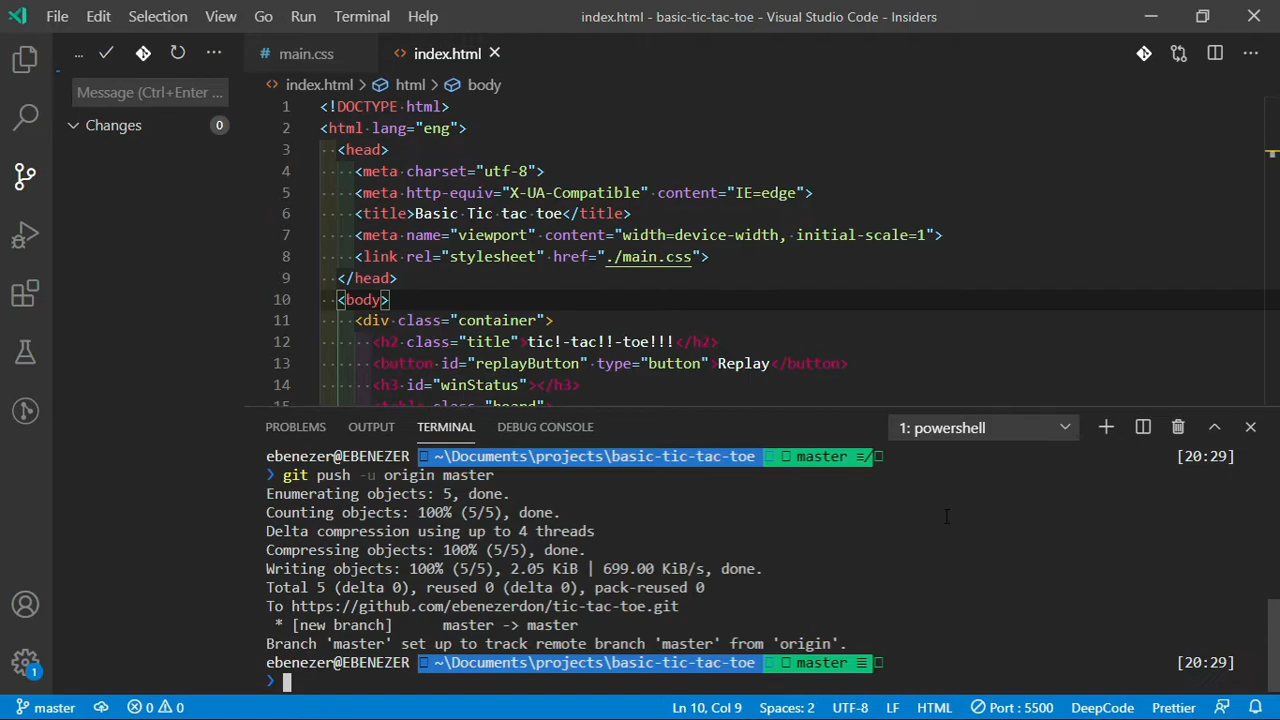 File Edit Selection View Go Run Terminal Help
index.html - basic-tic-tac-toe - Visual Studio Code - Insiders
...
Message (Ctrl+Enter ...
Changes 0
# main.css
<> index.html
index.html > html > body
1 <!DOCTYPE html>
2 <html lang="eng">
3 <head>
4 <meta charset="utf-8">
5 <meta http-equiv="X-UA-Compatible" content="IE=edge">
6 <title>Basic Tic tac toe</title>
7 <meta name="viewport" content="width=device-width, initial-scale=1">
8 <link rel="stylesheet" href="./main.css">
9 </head>
10 <body>
11 <div class="container">
12 <h2 class="title">tic!-tac!!-toe!!!</h2>
13 <button id="replayButton" type="button">Replay</button>
14 <h3 id="winStatus"></h3>
15 <table class="board">
PROBLEMS OUTPUT TERMINAL DEBUG CONSOLE
1: powershell
ebenezer@EBENEZER ~\Documents\projects\basic-tic-tac-toe master ≡/ [20:29]
❯ git push -u origin master
Enumerating objects: 5, done.
Counting objects: 100% (5/5), done.
Delta compression using up to 4 threads
Compressing objects: 100% (5/5), done.
Writing objects: 100% (5/5), 2.05 KiB | 699.00 KiB/s, done.
Total 5 (delta 0), reused 0 (delta 0), pack-reused 0
To https://github.com/ebenezerdon/tic-tac-toe.git
* [new branch] master -> master
Branch 'master' set up to track remote branch 'master' from 'origin'.
ebenezer@EBENEZER ~\Documents\projects\basic-tic-tac-toe master ≡ [20:29]
❯
1
master 0 0
Ln 10, Col 9 Spaces: 2 UTF-8 LF HTML Port : 5500 DeepCode Prettier